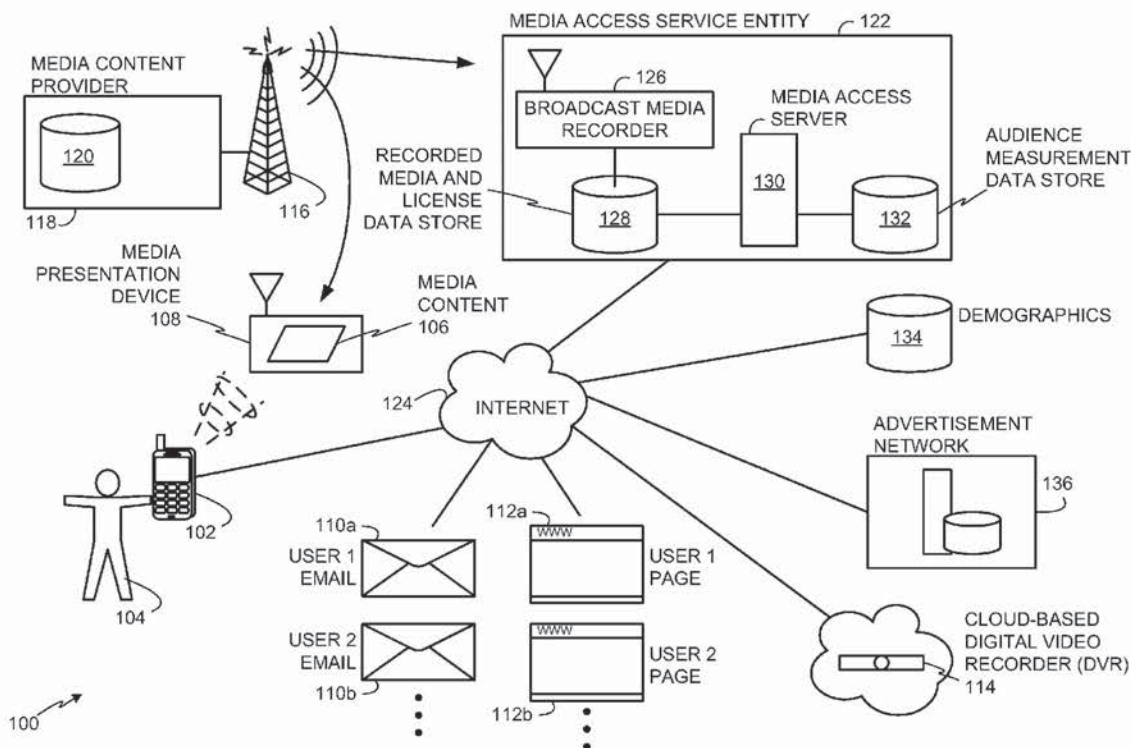 MEDIA ACCESS SERVICE ENTITY
122
MEDIA CONTENT
PROVIDER
120
118
116
126
BROADCAST MEDIA
RECORDER
MEDIA ACCESS
SERVER
130
RECORDED
MEDIA AND
LICENSE
DATA STORE
128
132
AUDIENCE
MEASUREMENT
DATA STORE
MEDIA
PRESENTATION
DEVICE
108
MEDIA
CONTENT
106
134
DEMOGRAPHICS
124
INTERNET
ADVERTISEMENT
NETWORK
136
102
104
110a
USER 1
EMAIL
112a
WWW
USER 1
PAGE
USER 2
EMAIL
110b
WWW
USER 2
PAGE
112b
CLOUD-BASED
DIGITAL VIDEO
RECORDER (DVR)
114
100